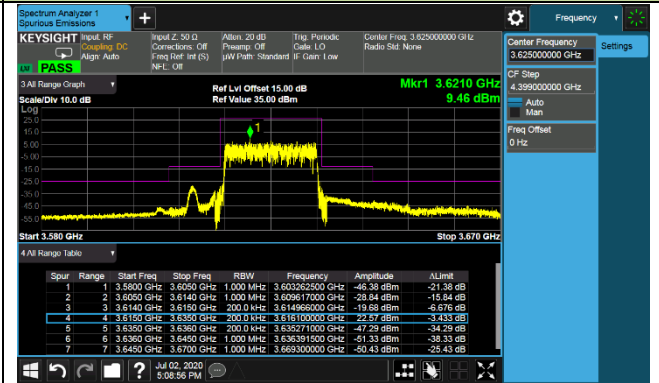 Spectrum Analyzer 1
Spurious Emissions
+
Frequency
KEYSIGHT
Input: RF
Coupling: DC
Align: Auto
Input Z: 50 Ω
Corrections: Off
Freq Ref: Int (S)
NFE: Off
Atten: 20 dB
Preamp: Off
µW Path: Standard
Trig: Periodic
Gate: LO
IF Gain: Low
Center Freq: 3.625000000 GHz
Radio Std: None
PASS
Center Frequency
3.625000000 GHz
Settings
CF Step
4.399000000 GHz
Auto
Man
Freq Offset
0 Hz
3 All Range Graph
Ref Lvl Offset 15.00 dB
Mkr1 3.6210 GHz
Scale/Div 10.0 dB
Ref Value 35.00 dBm
9.46 dBm
Log
25.0
15.0
5.00
-5.00
-15.0
-25.0
-35.0
-45.0
-55.0
1
Start 3.580 GHz
Stop 3.670 GHz
4 All Range Table
Spur Range Start Freq Stop Freq RBW Frequency Amplitude ΔLimit
1 1 3.5800 GHz 3.6050 GHz 1.000 MHz 3.603262500 GHz -46.38 dBm -21.38 dB
2 2 3.6050 GHz 3.6140 GHz 1.000 MHz 3.609617000 GHz -28.84 dBm -15.84 dB
3 3 3.6140 GHz 3.6150 GHz 200.0 kHz 3.614966000 GHz -19.68 dBm -6.676 dB
4 4 3.6150 GHz 3.6350 GHz 200.0 kHz 3.616100000 GHz 22.57 dBm -3.433 dB
5 5 3.6350 GHz 3.6360 GHz 200.0 kHz 3.635271000 GHz -47.29 dBm -34.29 dB
6 6 3.6360 GHz 3.6450 GHz 1.000 MHz 3.636391500 GHz -51.33 dBm -38.33 dB
7 7 3.6450 GHz 3.6700 GHz 1.000 MHz 3.669300000 GHz -50.43 dBm -25.43 dB
?
Jul 02, 2020
5:08:56 PM